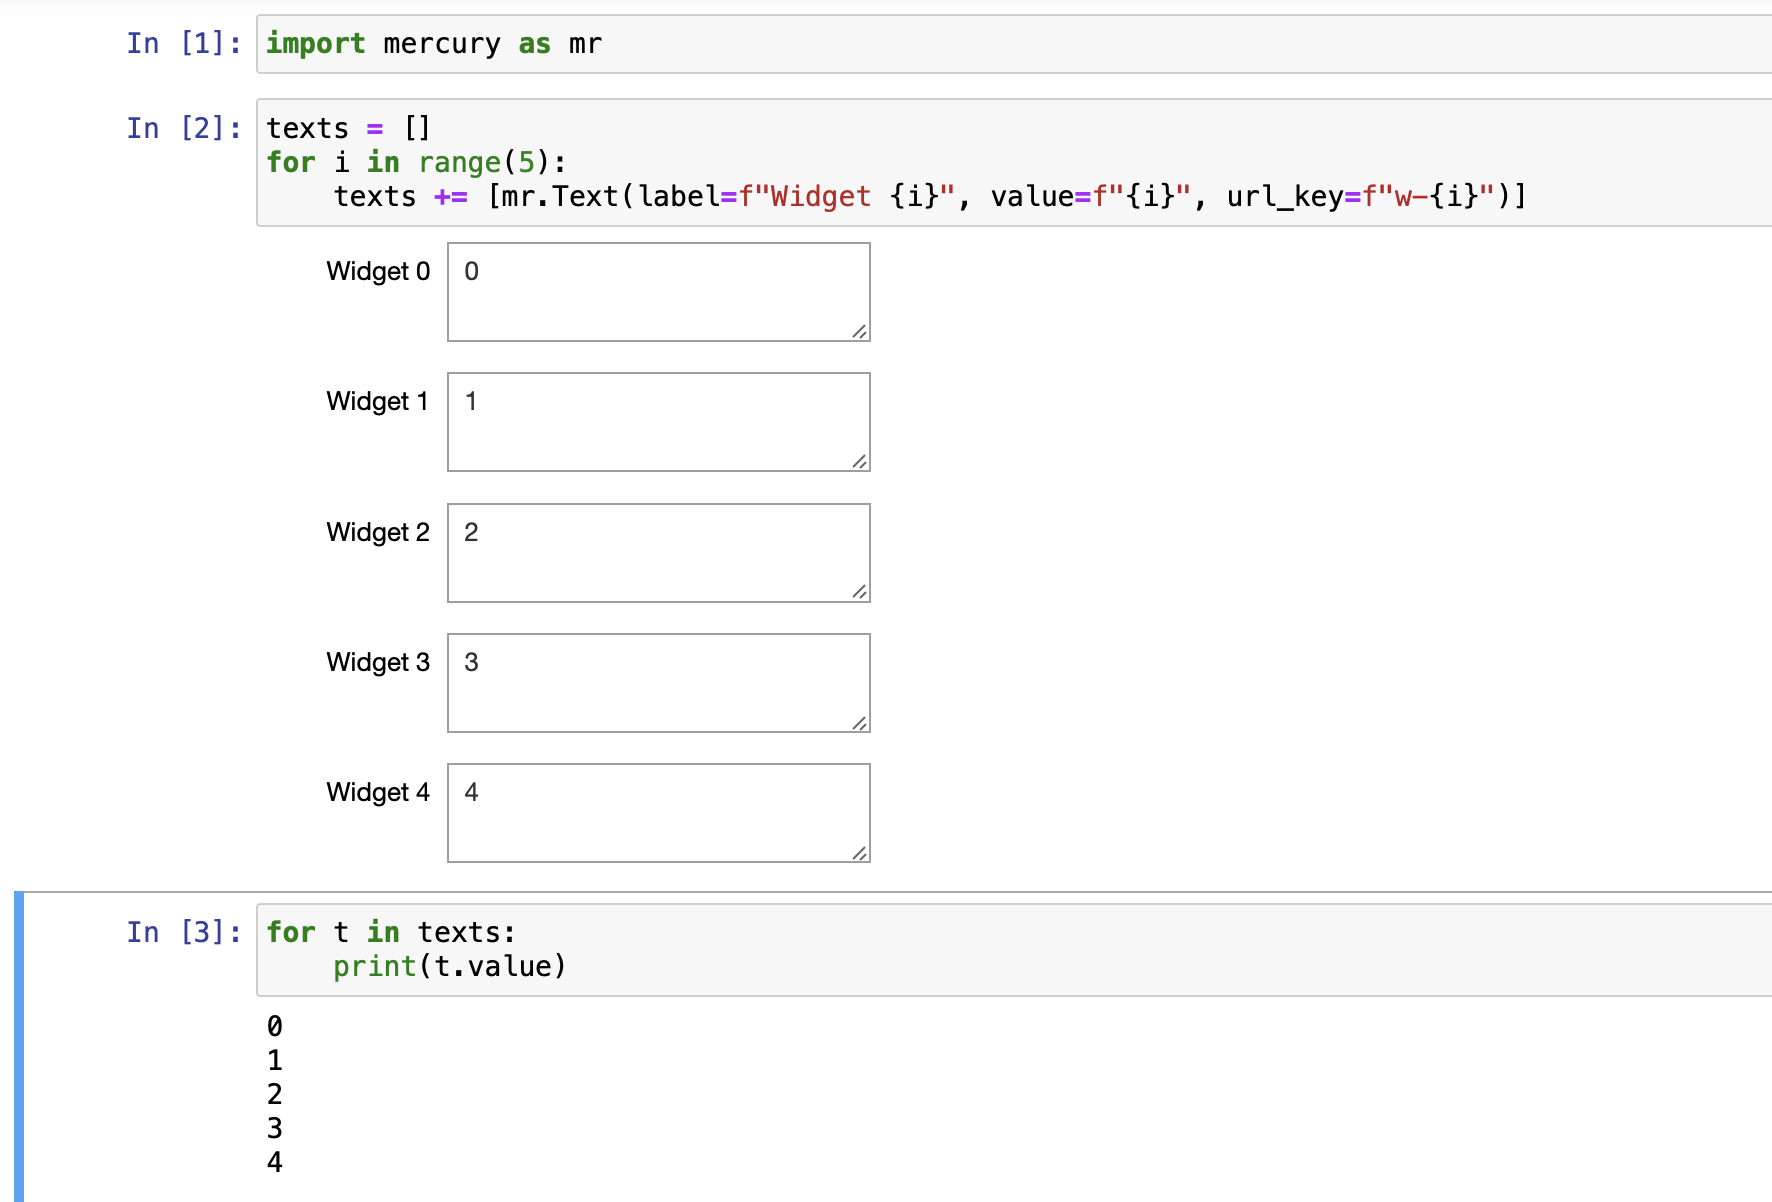 In [1]: import mercury as mr
In [2]: texts = []
for i in range(5):
    texts += [mr.Text(label=f"Widget {i}", value=f"{i}", url_key=f"w-{i}")]
Widget 0 0
Widget 1 1
Widget 2 2
Widget 3 3
Widget 4 4
In [3]: for t in texts:
    print(t.value)
0
1
2
3
4